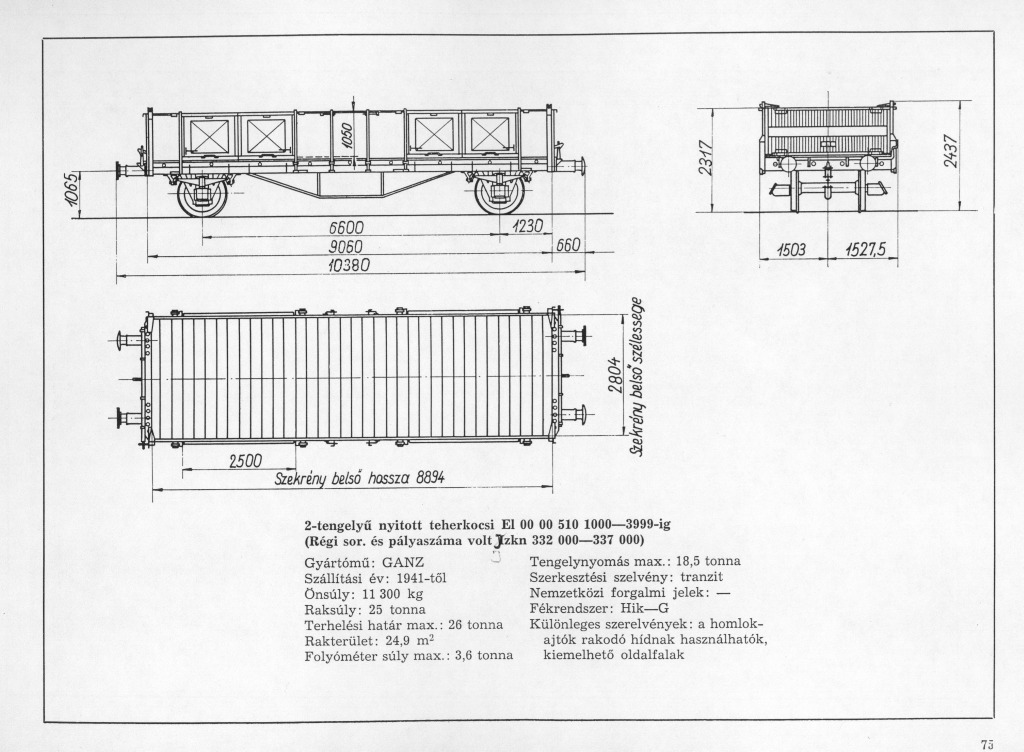 1050
1065
6600
1230
9060
660
10380
2317
2437
1503
1527,5
2804
Szekrény belső szélessége
2500
Szekrény belső hossza 8894
2-tengelyű nyitott teherkocsi El 00 00 510 1000—3999-ig
(Régi sor. és pályaszáma volt Jzkn 332 000—337 000)
Gyártómű: GANZ
Szállítási év: 1941-től
Önsúly: 11 300 kg
Raksúly: 25 tonna
Terhelési határ max.: 26 tonna
Rakterület: 24,9 m²
Folyóméter súly max.: 3,6 tonna
Tengelynyomás max.: 18,5 tonna
Szerkesztési szelvény: tranzit
Nemzetközi forgalmi jelek: —
Fékrendszer: Hik—G
Különleges szerelvények: a homlok-
ajtók rakodó hídnak használhatók,
kiemelhető oldalfalak
75